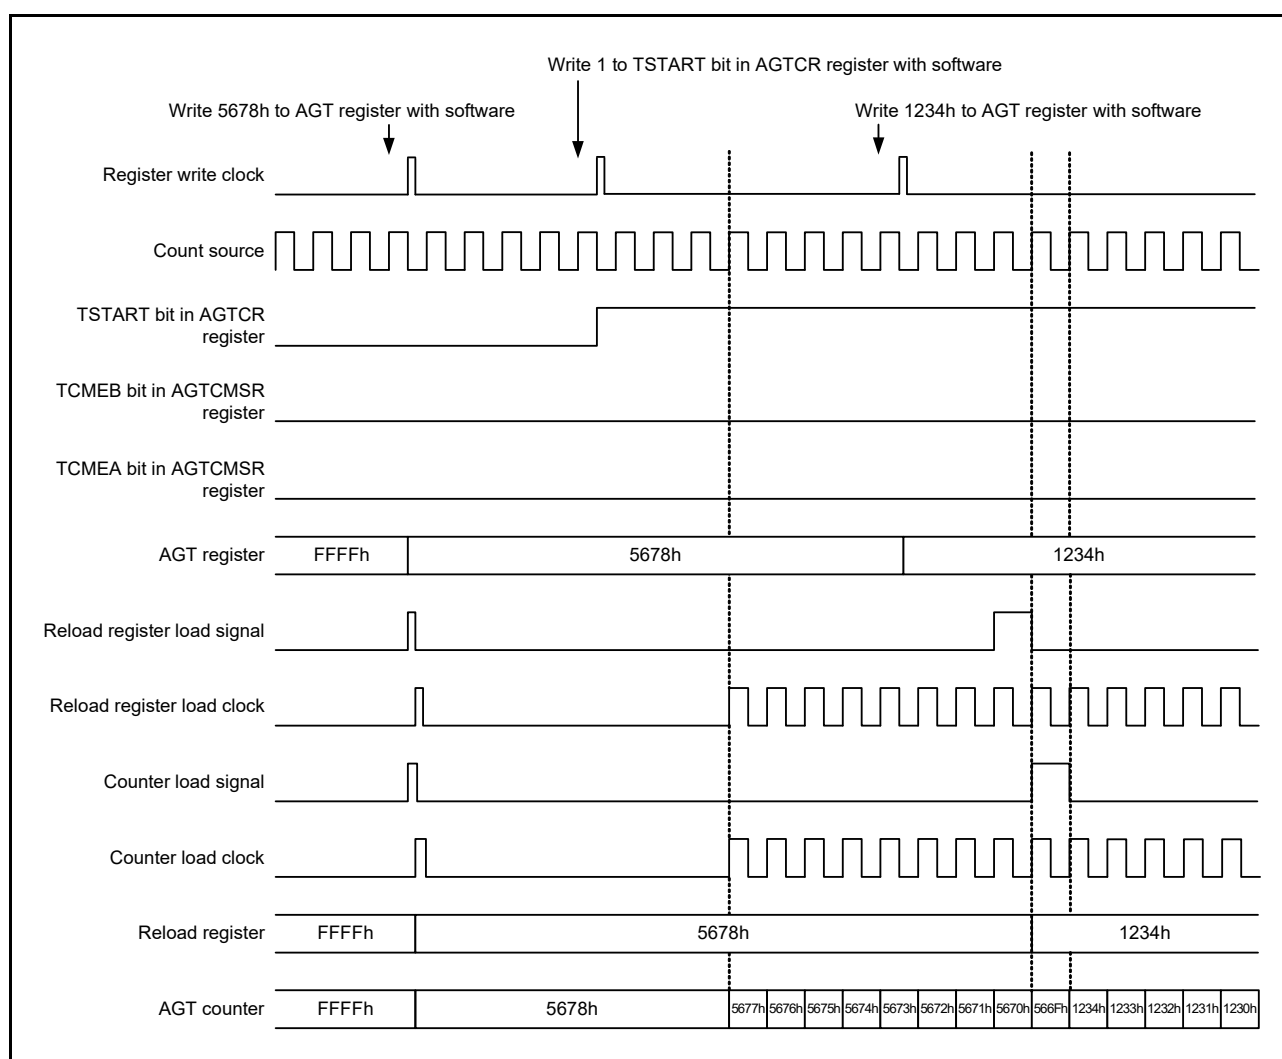 Write 1 to TSTART bit in AGTCR register with software
Write 5678h to AGT register with software
Write 1234h to AGT register with software
Register write clock
Count source
TSTART bit in AGTCR
register
TCMEB bit in AGTCMSR
register
TCMEA bit in AGTCMSR
register
AGT register FFFFh 5678h 1234h
Reload register load signal
Reload register load clock
Counter load signal
Counter load clock
Reload register FFFFh 5678h 1234h
AGT counter FFFFh 5678h 5677h 5676h 5675h 5674h 5673h 5672h 5671h 5670h 566Fh 1234h 1233h 1232h 1231h 1230h